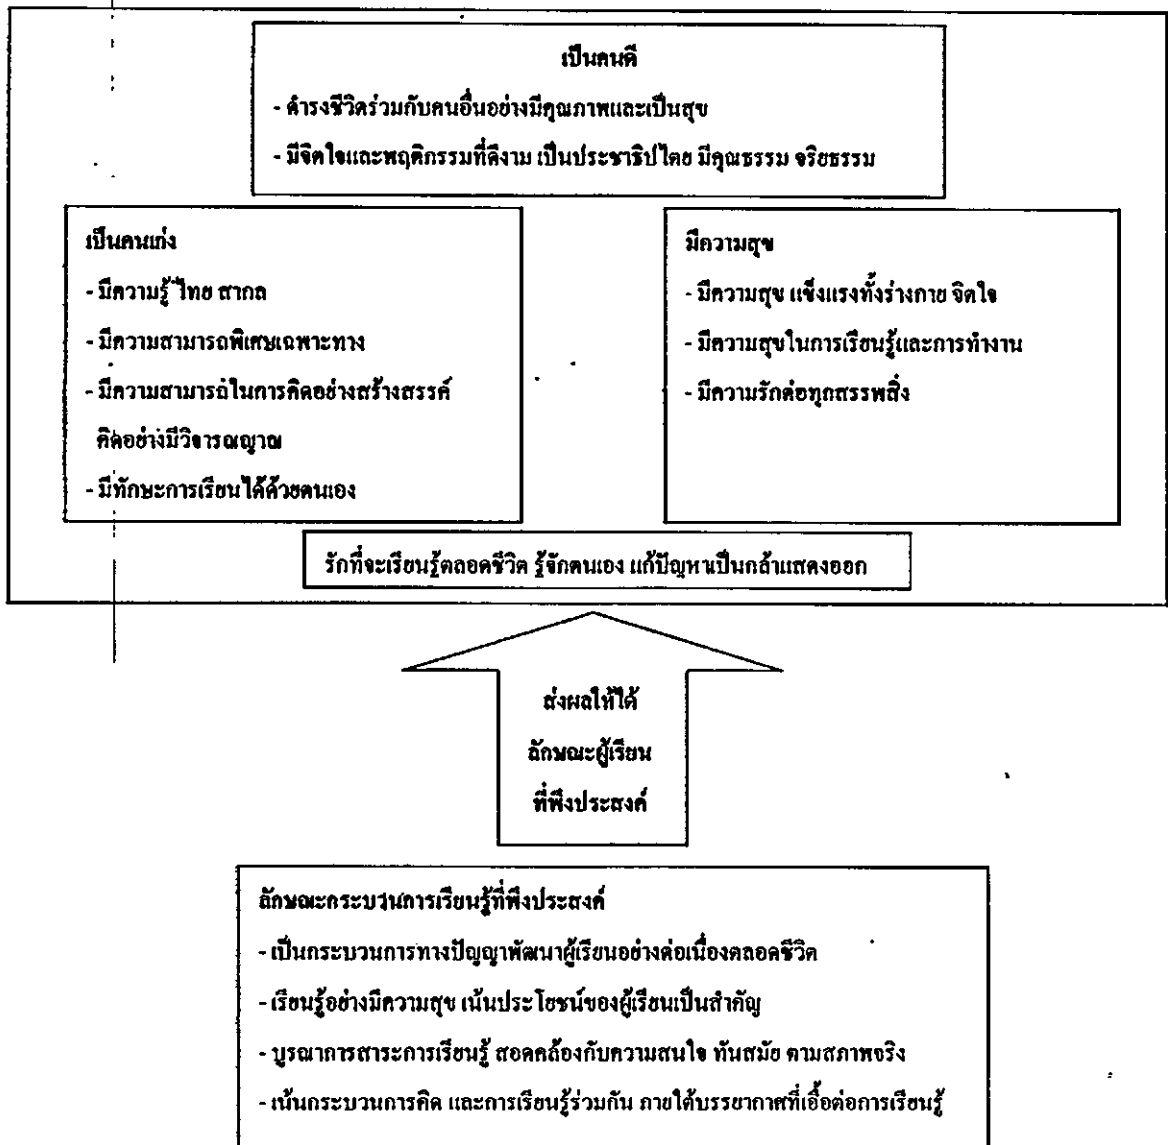 เป็นคนดี
- ดำรงชีวิตร่วมกับคนอื่นอย่างมีคุณภาพและเป็นสุข
- มีจิตใจและพฤติกรรมที่ดีงาม เป็นประชาธิปไตย มีคุณธรรม จริยธรรม
เป็นคนเก่ง
- มีความรู้ ไทย สากล
- มีความสามารถพิเศษเฉพาะทาง
- มีความสามารถในการคิดอย่างสร้างสรรค์
คิดอย่างมีวิจารณญาณ
- มีทักษะการเรียนได้ด้วยตนเอง
มีความสุข
- มีความสุข แข็งแรงทั้งร่างกาย จิตใจ
- มีความสุขในการเรียนรู้และการทำงาน
- มีความรักต่อทุกสรรพสิ่ง
รักที่จะเรียนรู้ตลอดชีวิต รู้จักตนเอง แก้ปัญหาเป็นกล้าแสดงออก
ส่งผลให้ได้
ลักษณะผู้เรียน
ที่พึงประสงค์
ลักษณะกระบวนการเรียนรู้ที่พึงประสงค์
- เป็นกระบวนการทางปัญญาพัฒนาผู้เรียนอย่างต่อเนื่องตลอดชีวิต
- เรียนรู้อย่างมีความสุข เน้นประโยชน์ของผู้เรียนเป็นสำคัญ
- บูรณาการสาระการเรียนรู้ สอดคล้องกับความสนใจ ทันสมัย ตามสภาพจริง
- เน้นกระบวนการคิด และการเรียนรู้ร่วมกัน ภายใต้บรรยากาศที่เอื้อต่อการเรียนรู้